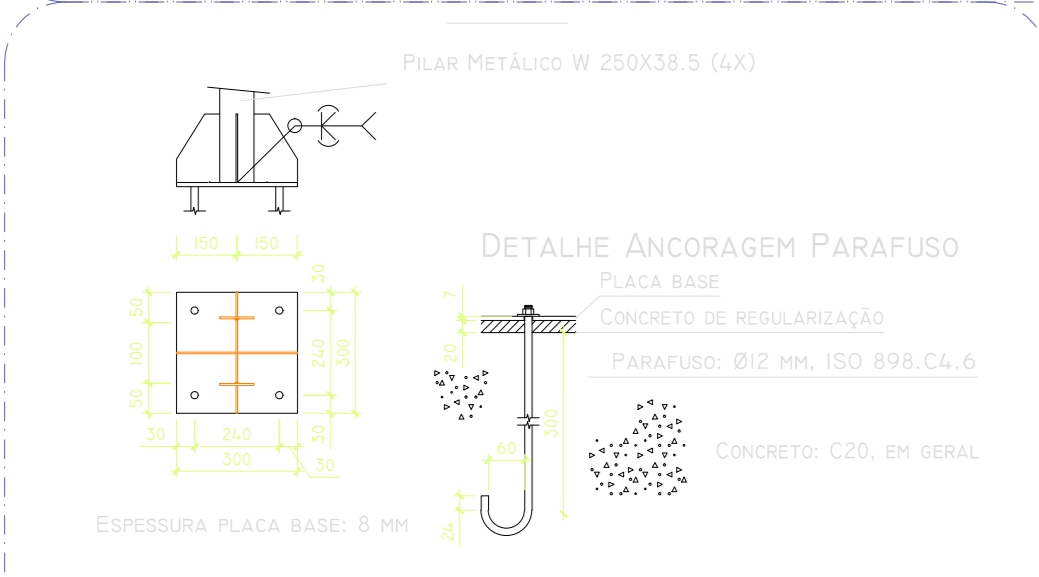 PILAR METÁLICO W 250X38.5 (4X)
150 150
DETALHE ANCORAGEM PARAFUSO
PLACA BASE
CONCRETO DE REGULARIZAÇÃO
PARAFUSO: Ø12 MM, ISO 898.C4.6
CONCRETO: C20, EM GERAL
30
50
100
50
240
300
30
30 240
300 30
7
20
300
60
24
ESPESSURA PLACA BASE: 8 MM